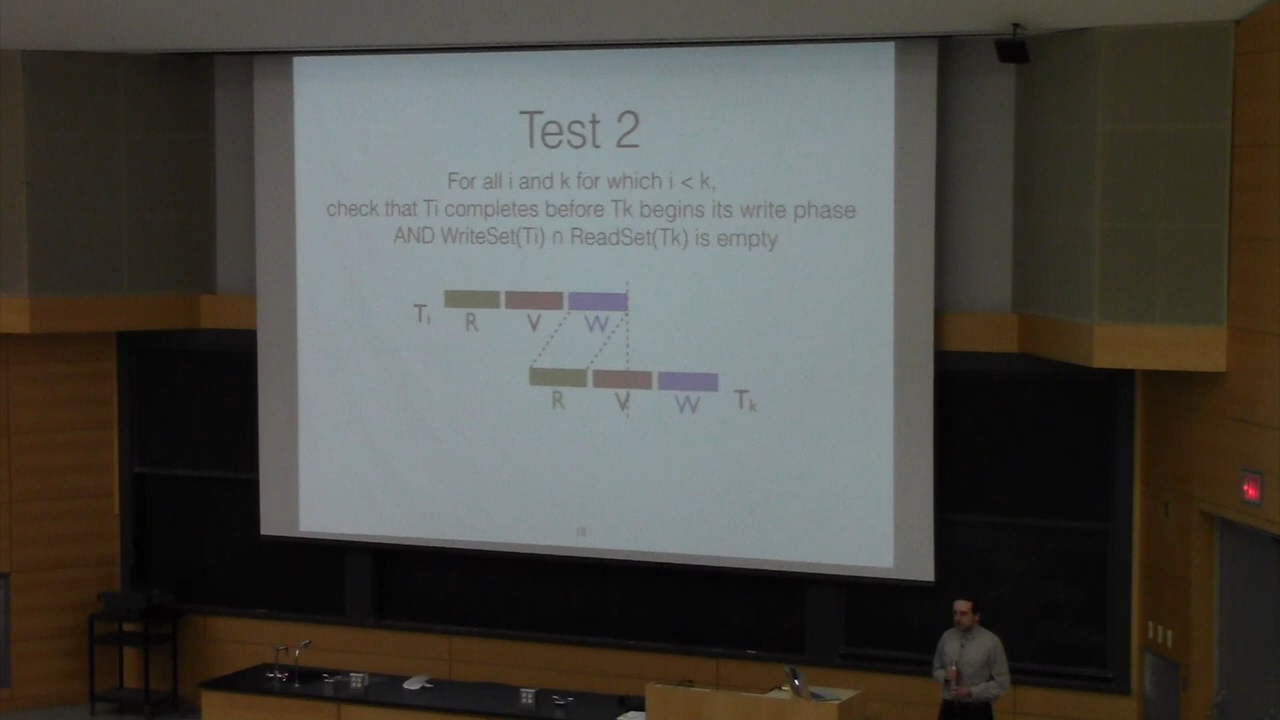 Test 2
For all i and k for which i < k,
check that Ti completes before Tk begins its write phase
AND WriteSet(Ti) ∩ ReadSet(Tk) is empty
Ti R V W
R V W Tk